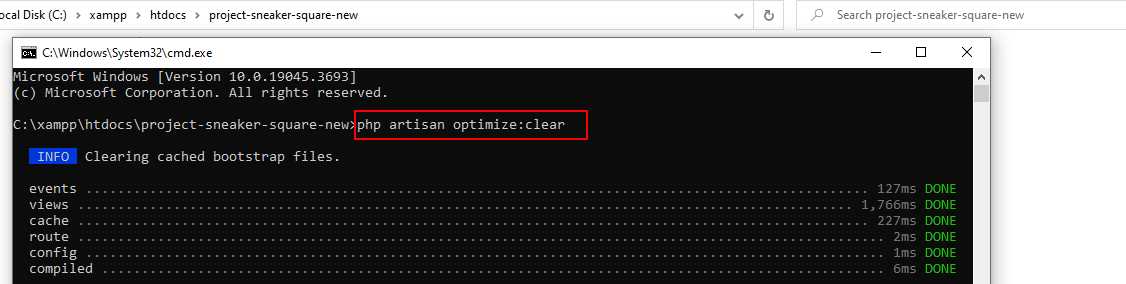 ocal Disk (C:) › xampp › htdocs › project-sneaker-square-new
Search project-sneaker-square-new
C:\Windows\System32\cmd.exe
Microsoft Windows [Version 10.0.19045.3693]
(c) Microsoft Corporation. All rights reserved.
C:\xampp\htdocs\project-sneaker-square-new>php artisan optimize:clear
INFO Clearing cached bootstrap files.
events ................................................................................................... 127ms DONE
views .................................................................................................. 1,766ms DONE
cache .................................................................................................... 227ms DONE
route ...................................................................................................... 2ms DONE
config ..................................................................................................... 1ms DONE
compiled ................................................................................................... 6ms DONE